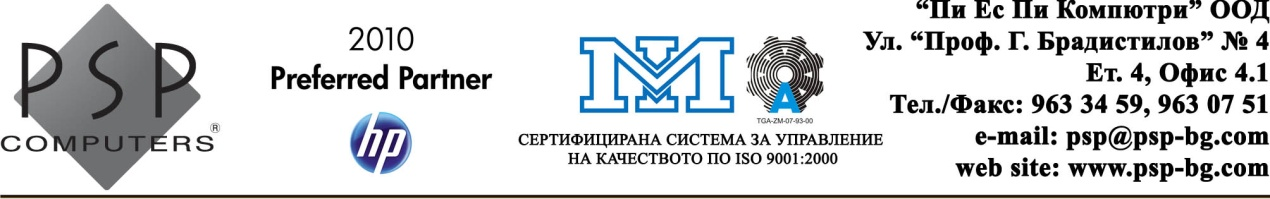 PSP
COMPUTERS®
2010
Preferred Partner
hp
M
A
TGA-ZM-07-93-00
СЕРТИФИЦИРАНА СИСТЕМА ЗА УПРАВЛЕНИЕ
НА КАЧЕСТВОТО ПО ISO 9001:2000
“Пи Ес Пи Компютри” ООД
Ул. “Проф. Г. Брадистилов” № 4
Ет. 4, Офис 4.1
Тел./Факс: 963 34 59, 963 07 51
e-mail: psp@psp-bg.com
web site: www.psp-bg.com